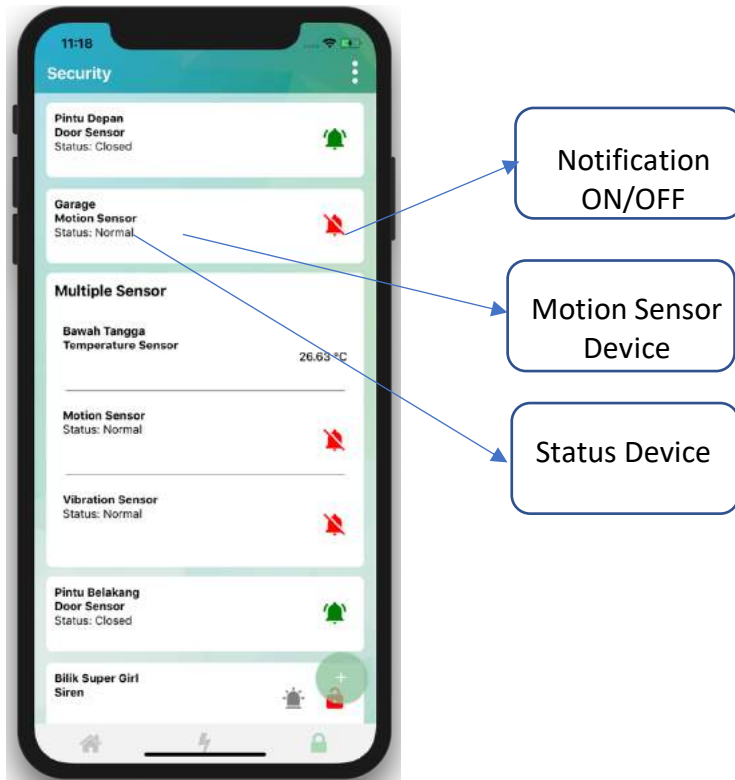 11:18
Security
Pintu Depan
Door Sensor
Status: Closed
Garage
Motion Sensor
Status: Normal
Multiple Sensor
Bawah Tangga
Temperature Sensor
26.63 °C
Motion Sensor
Status: Normal
Vibration Sensor
Status: Normal
Pintu Belakang
Door Sensor
Status: Closed
Bilik Super Girl
Siren
+
Notification
ON/OFF
Motion Sensor
Device
Status Device